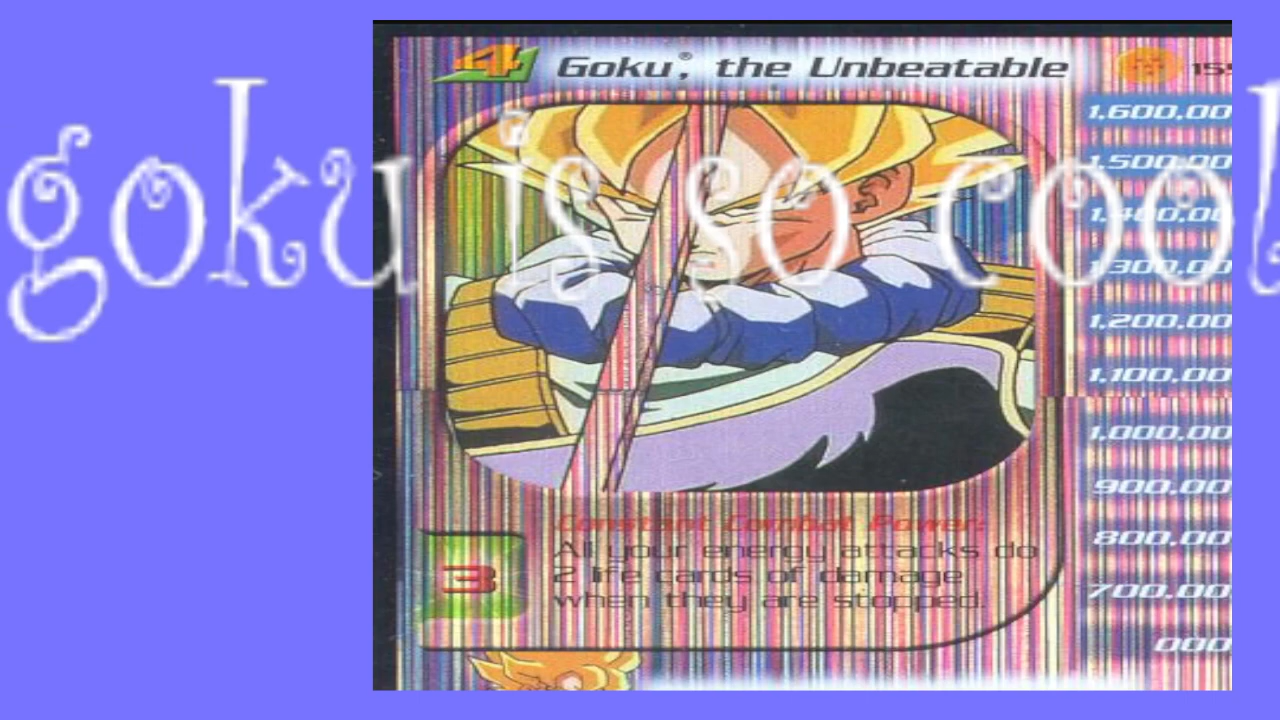 4 Goku®, the Unbeatable
goku is so cool
1,600,00
1,500,00
1,400,00
1,300,00
1,200,00
1,100,00
1,000,00
900,00
800,00
700,00
000
3
Constant Combat Power:
All your energy attacks do
2 life cards of damage
when they are stopped.